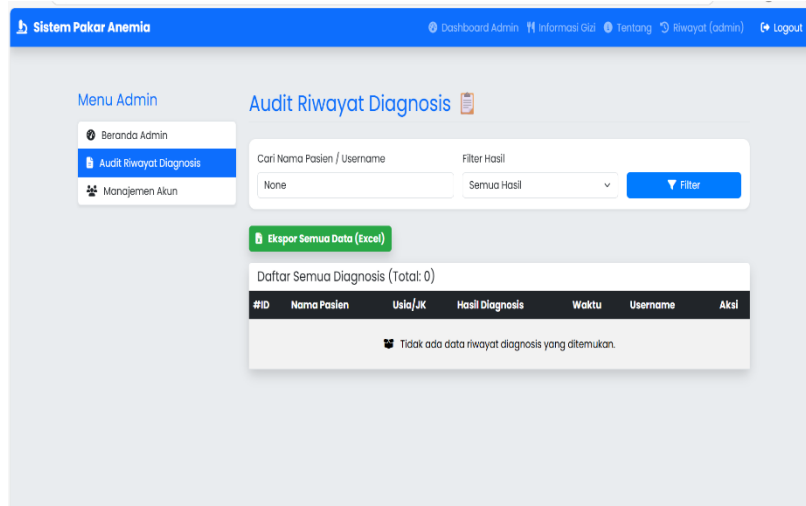 Sistem Pakar Anemia Dashboard Admin Informasi Gizi Tentang Riwayat (admin) Logout
Menu Admin
Beranda Admin
Audit Riwayat Diagnosis
Manajemen Akun
Audit Riwayat Diagnosis
Cari Nama Pasien / Username Filter Hasil
None Semua Hasil Filter
Ekspor Semua Data (Excel)
Daftar Semua Diagnosis (Total: 0)
#ID Nama Pasien Usia/JK Hasil Diagnosis Waktu Username Aksi
Tidak ada data riwayat diagnosis yang ditemukan.